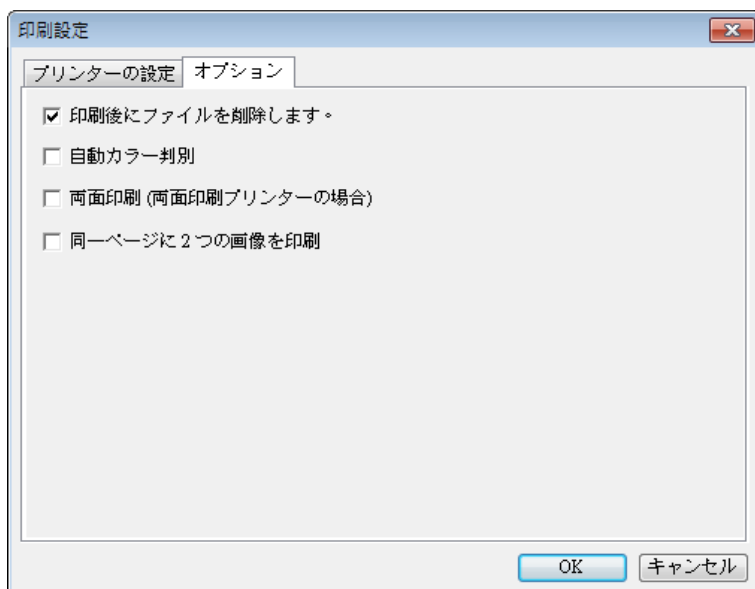 印刷設定
プリンターの設定 オプション
印刷後にファイルを削除します。
自動カラー判別
両面印刷 (両面印刷プリンターの場合)
同一ページに２つの画像を印刷
OK キャンセル